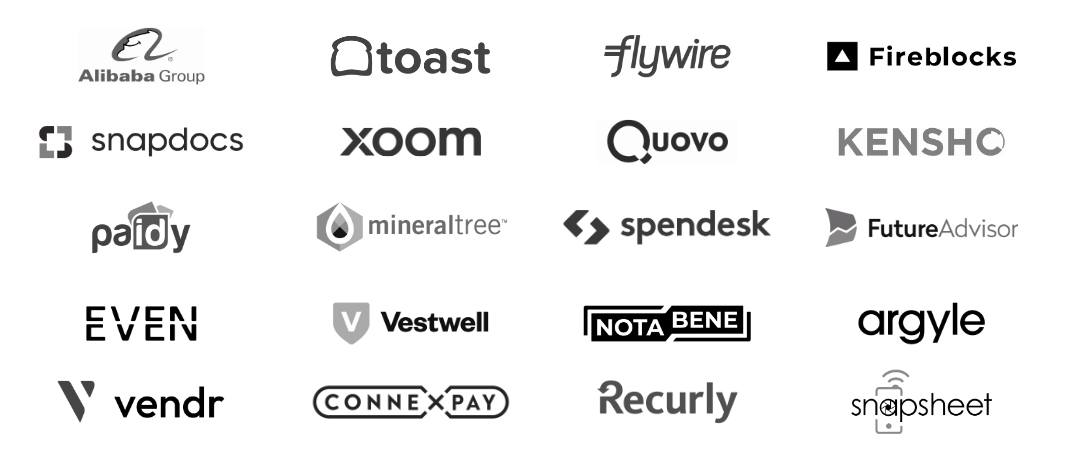 Alibaba Group
toast
flywire
Fireblocks
snapdocs
xoom
Quovo
KENSHO
paidy
mineraltree™
spendesk
FutureAdvisor
EVEN
V Vestwell
NOTA BENE
argyle
vendr
CONNEXPAY
Recurly
snapsheet